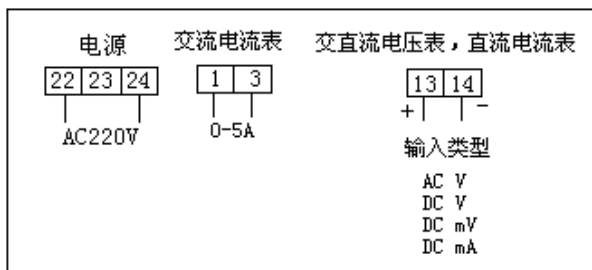 电源 交流电流表 交直流电压表，直流电流表
22 23 24 1 3 13 14
+ −
AC220V 0-5A
输入类型
AC V
DC V
DC mV
DC mA